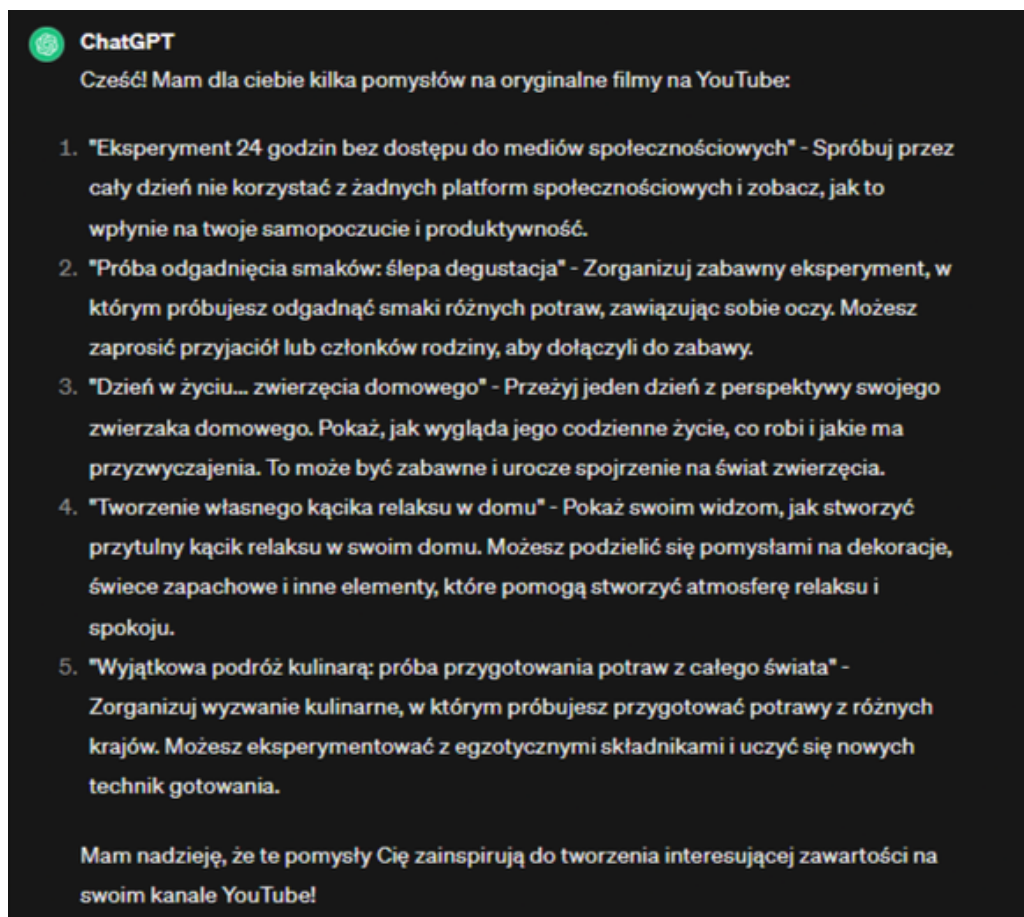 ChatGPT
Cześć! Mam dla ciebie kilka pomysłów na oryginalne filmy na YouTube:
1. "Eksperyment 24 godzin bez dostępu do mediów społecznościowych" - Spróbuj przez
cały dzień nie korzystać z żadnych platform społecznościowych i zobacz, jak to
wpłynie na twoje samopoczucie i produktywność.
2. "Próba odgadnięcia smaków: ślepa degustacja" - Zorganizuj zabawny eksperyment, w
którym próbujesz odgadnąć smaki różnych potraw, zawiązując sobie oczy. Możesz
zaprosić przyjaciół lub członków rodziny, aby dołączyli do zabawy.
3. "Dzień w życiu... zwierzęcia domowego" - Przeżyj jeden dzień z perspektywy swojego
zwierzaka domowego. Pokaż, jak wygląda jego codzienne życie, co robi i jakie ma
przyzwyczajenia. To może być zabawne i urocze spojrzenie na świat zwierzęcia.
4. "Tworzenie własnego kącika relaksu w domu" - Pokaż swoim widzom, jak stworzyć
przytulny kącik relaksu w swoim domu. Możesz podzielić się pomysłami na dekoracje,
świece zapachowe i inne elementy, które pomogą stworzyć atmosferę relaksu i
spokoju.
5. "Wyjątkowa podróż kulinarą: próba przygotowania potraw z całego świata" -
Zorganizuj wyzwanie kulinarne, w którym próbujesz przygotować potrawy z różnych
krajów. Możesz eksperymentować z egzotycznymi składnikami i uczyć się nowych
technik gotowania.
Mam nadzieję, że te pomysły Cię zainspirują do tworzenia interesującej zawartości na
swoim kanale YouTube!